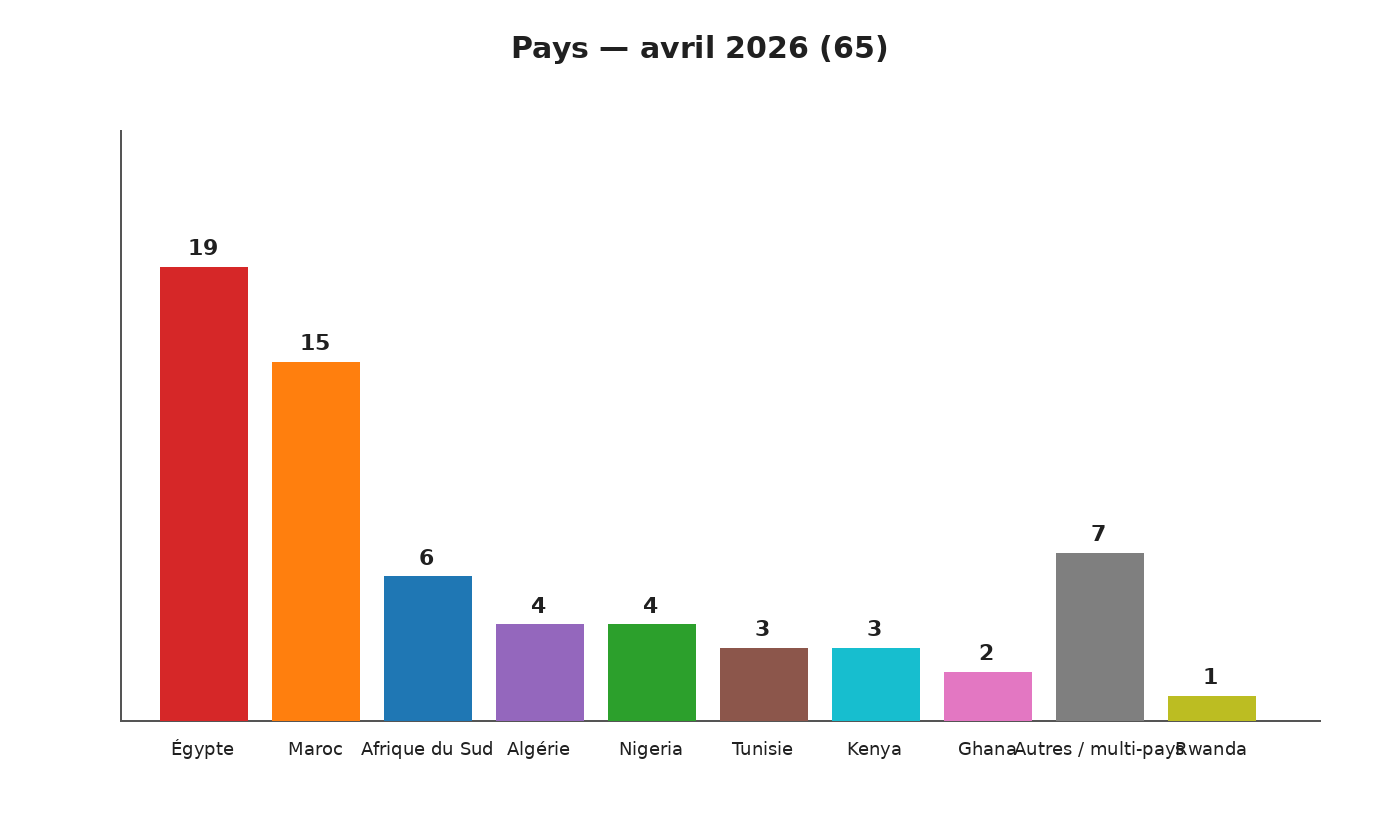 Pays — avril 2026 (65)
19
15
6
4
4
3
3
2
7
1
Égypte
Maroc
Afrique du Sud
Algérie
Nigeria
Tunisie
Kenya
Ghana
Autres / multi-pays
Rwanda